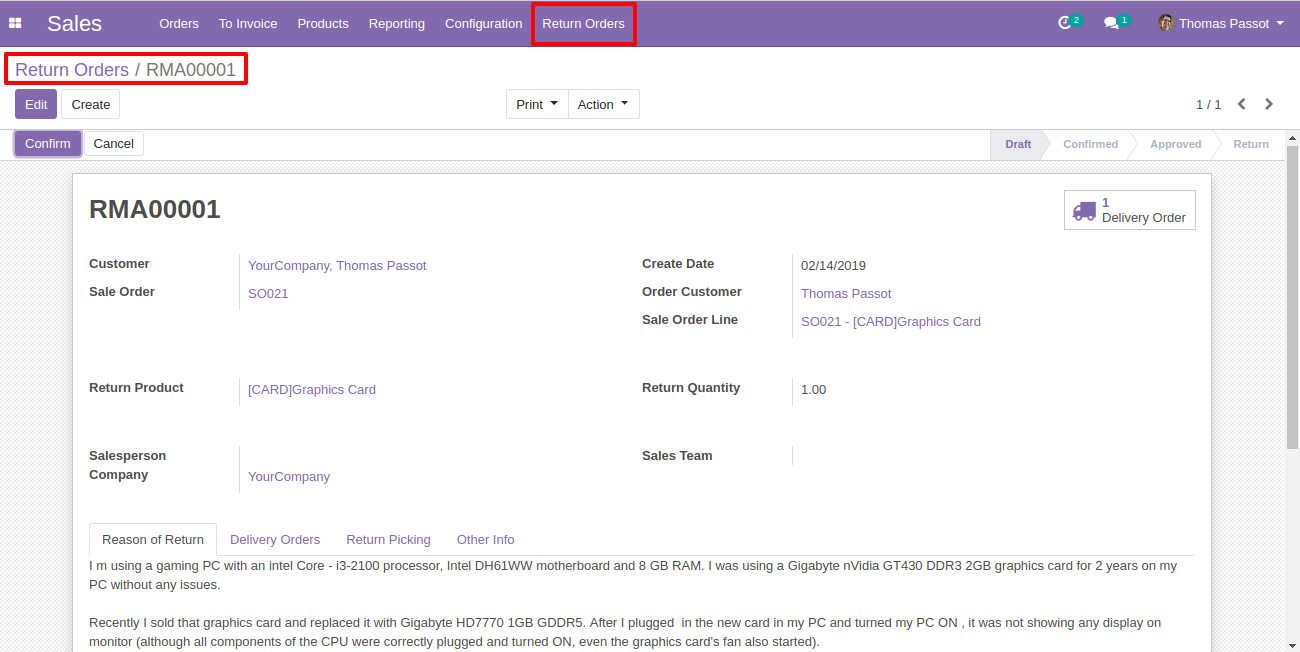 Sales Orders To Invoice Products Reporting Configuration Return Orders 2 1 Thomas Passot
Return Orders / RMA00001
Edit Create Print Action 1 / 1
Confirm Cancel Draft Confirmed Approved Return
RMA00001
1
Delivery Order
Customer YourCompany, Thomas Passot Create Date 02/14/2019
Sale Order SO021 Order Customer Thomas Passot
Sale Order Line SO021 - [CARD]Graphics Card
Return Product [CARD]Graphics Card Return Quantity 1.00
Salesperson Sales Team
Company YourCompany
Reason of Return Delivery Orders Return Picking Other Info
I m using a gaming PC with an intel Core - i3-2100 processor, Intel DH61WW motherboard and 8 GB RAM. I was using a Gigabyte nVidia GT430 DDR3 2GB graphics card for 2 years on my
PC without any issues.
Recently I sold that graphics card and replaced it with Gigabyte HD7770 1GB GDDR5. After I plugged  in the new card in my PC and turned my PC ON , it was not showing any display on
monitor (although all components of the CPU were correctly plugged and turned ON, even the graphics card's fan also started).